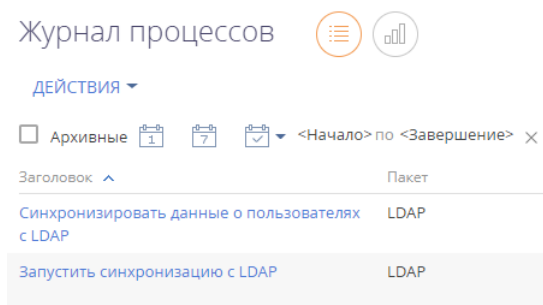 Журнал процессов
ДЕЙСТВИЯ
Архивные 1 7 <Начало> по <Завершение>
Заголовок Пакет
Синхронизировать данные о пользователях LDAP
с LDAP
Запустить синхронизацию с LDAP LDAP